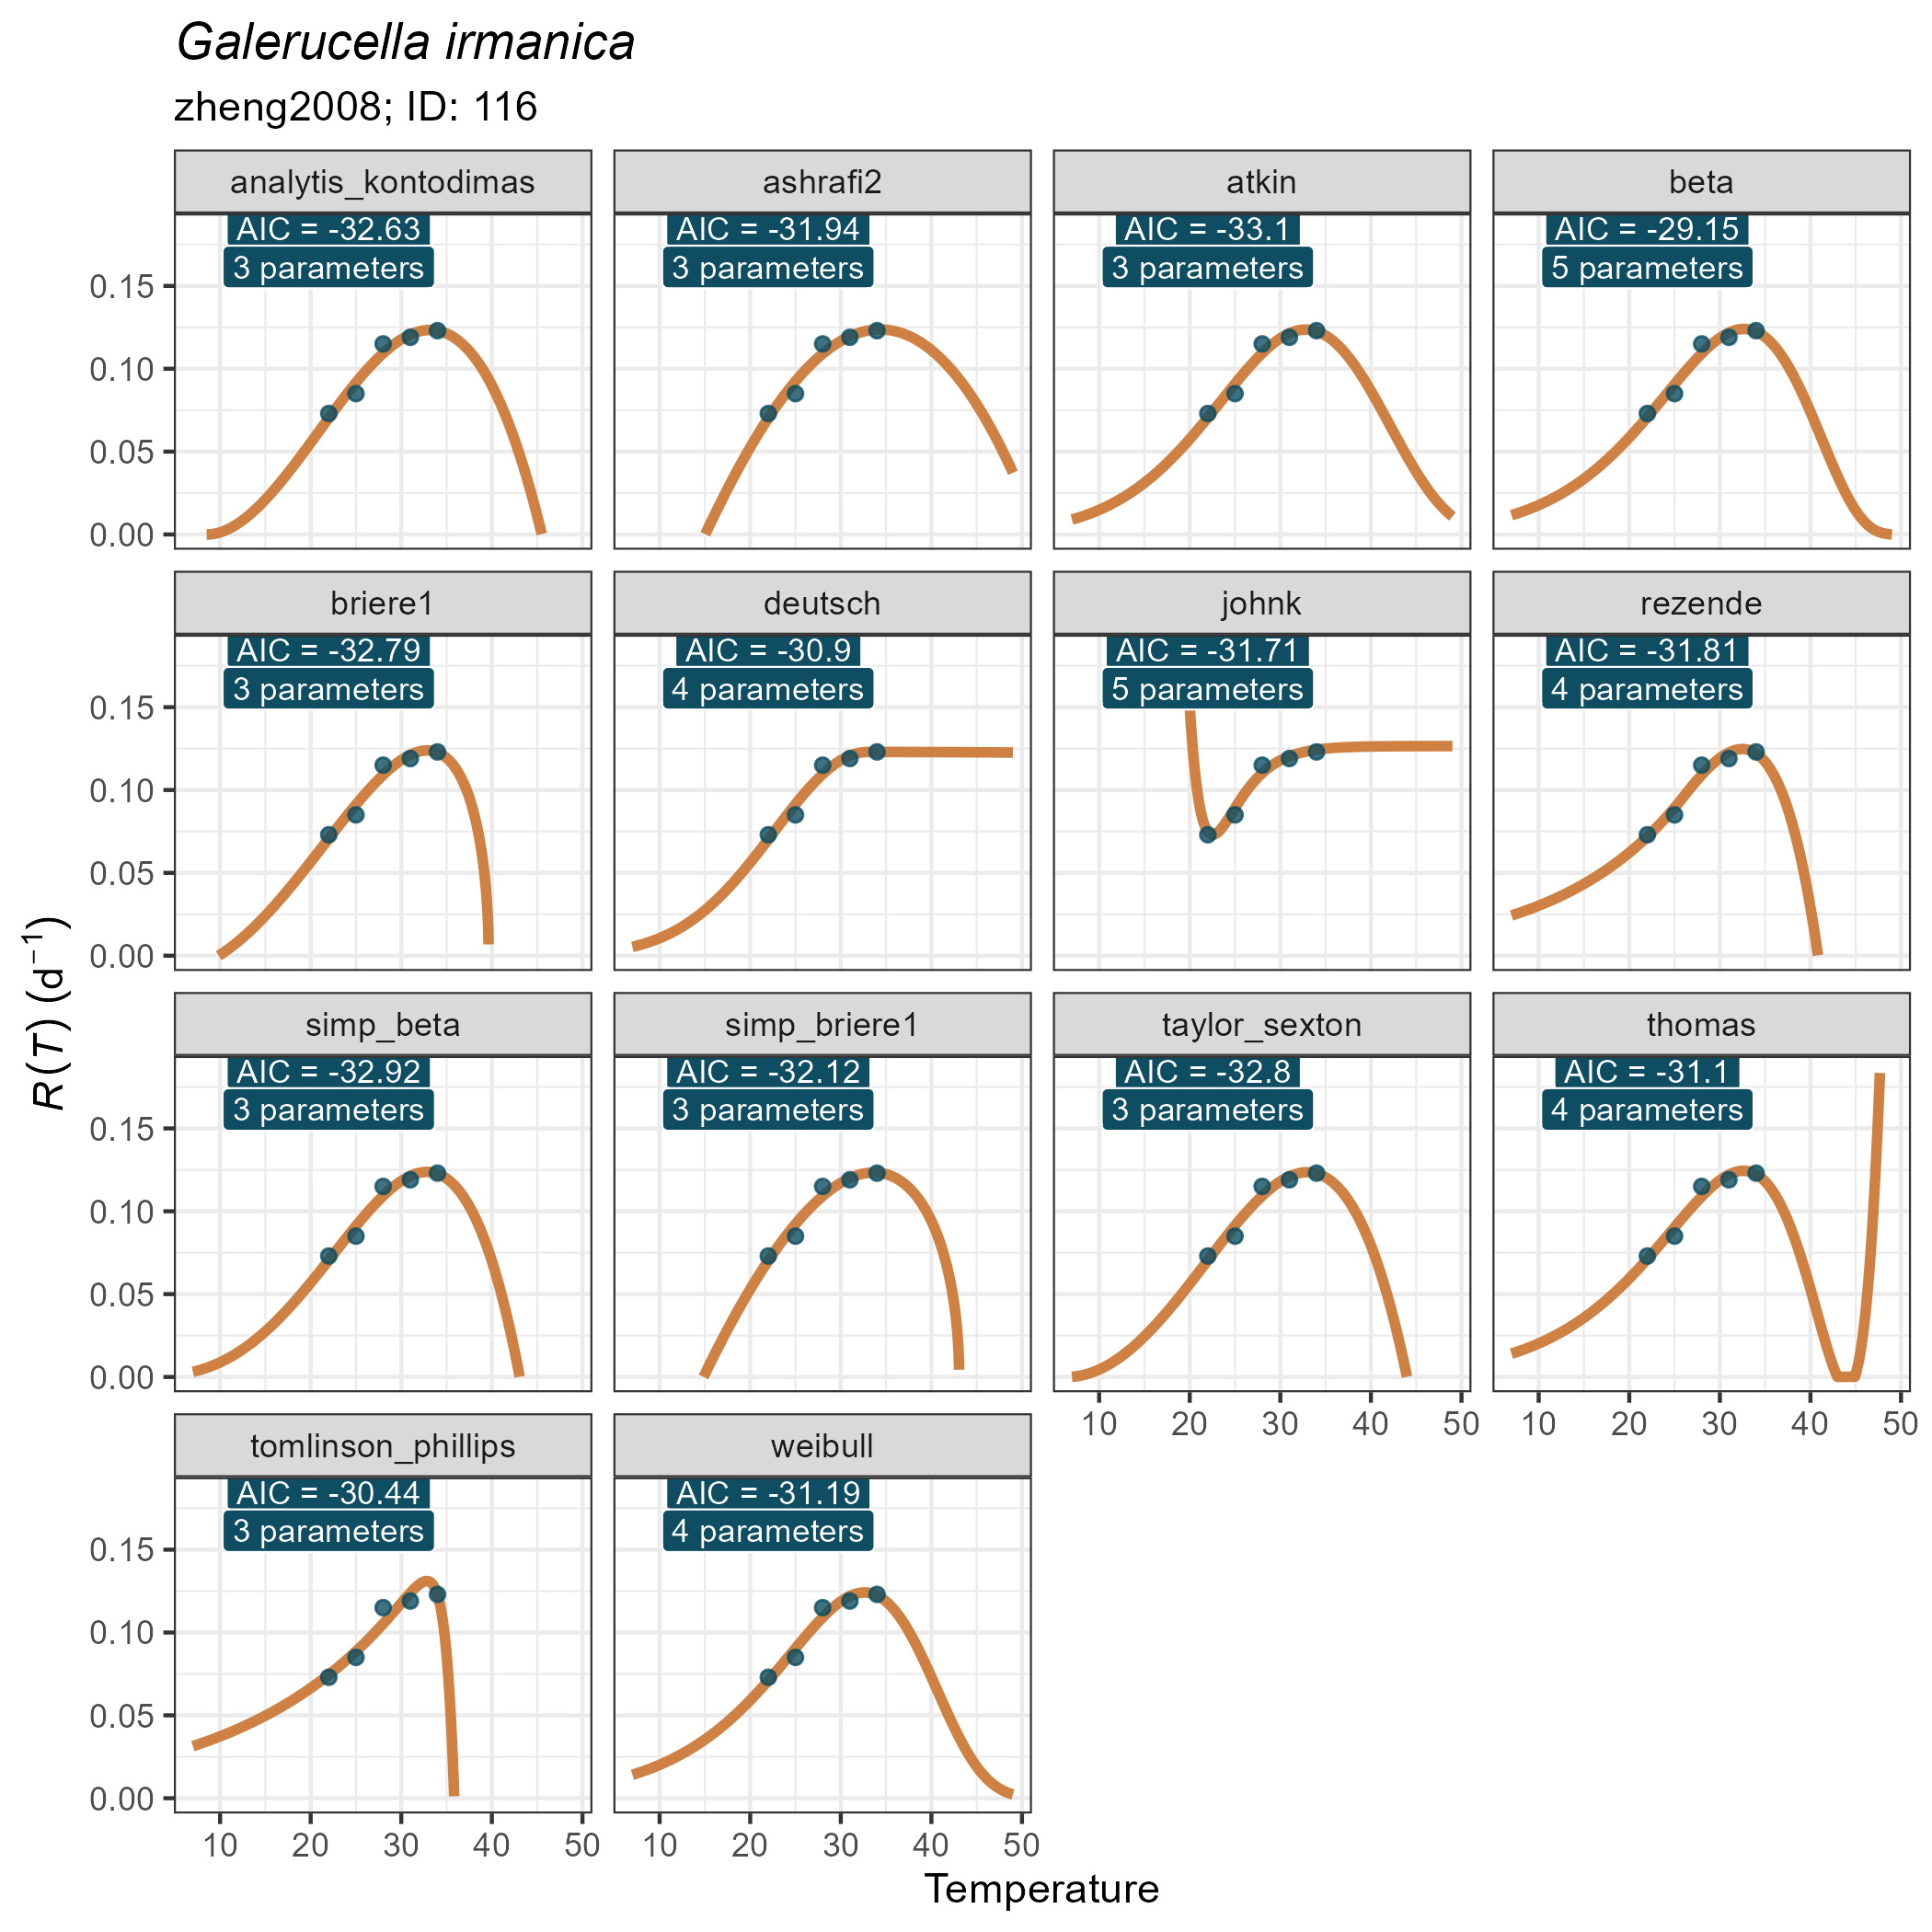 Galerucella irmanica
zheng2008; ID: 116
analytis_kontodimas
ashrafi2
atkin
beta
AIC = -32.63
AIC = -31.94
AIC = -33.1
AIC = -29.15
3 parameters
3 parameters
3 parameters
5 parameters
0.15
0.10
0.05
0.00
briere1
deutsch
johnk
rezende
AIC = -32.79
AIC = -30.9
AIC = -31.71
AIC = -31.81
3 parameters
4 parameters
5 parameters
4 parameters
0.15
0.10
0.05
0.00
R(T) (d⁻¹)
simp_beta
simp_briere1
taylor_sexton
thomas
AIC = -32.92
AIC = -32.12
AIC = -32.8
AIC = -31.1
3 parameters
3 parameters
3 parameters
4 parameters
0.15
0.10
0.05
0.00
10 20 30 40 50
10 20 30 40 50
tomlinson_phillips
weibull
AIC = -30.44
AIC = -31.19
3 parameters
4 parameters
0.15
0.10
0.05
0.00
10 20 30 40 50
10 20 30 40 50
Temperature